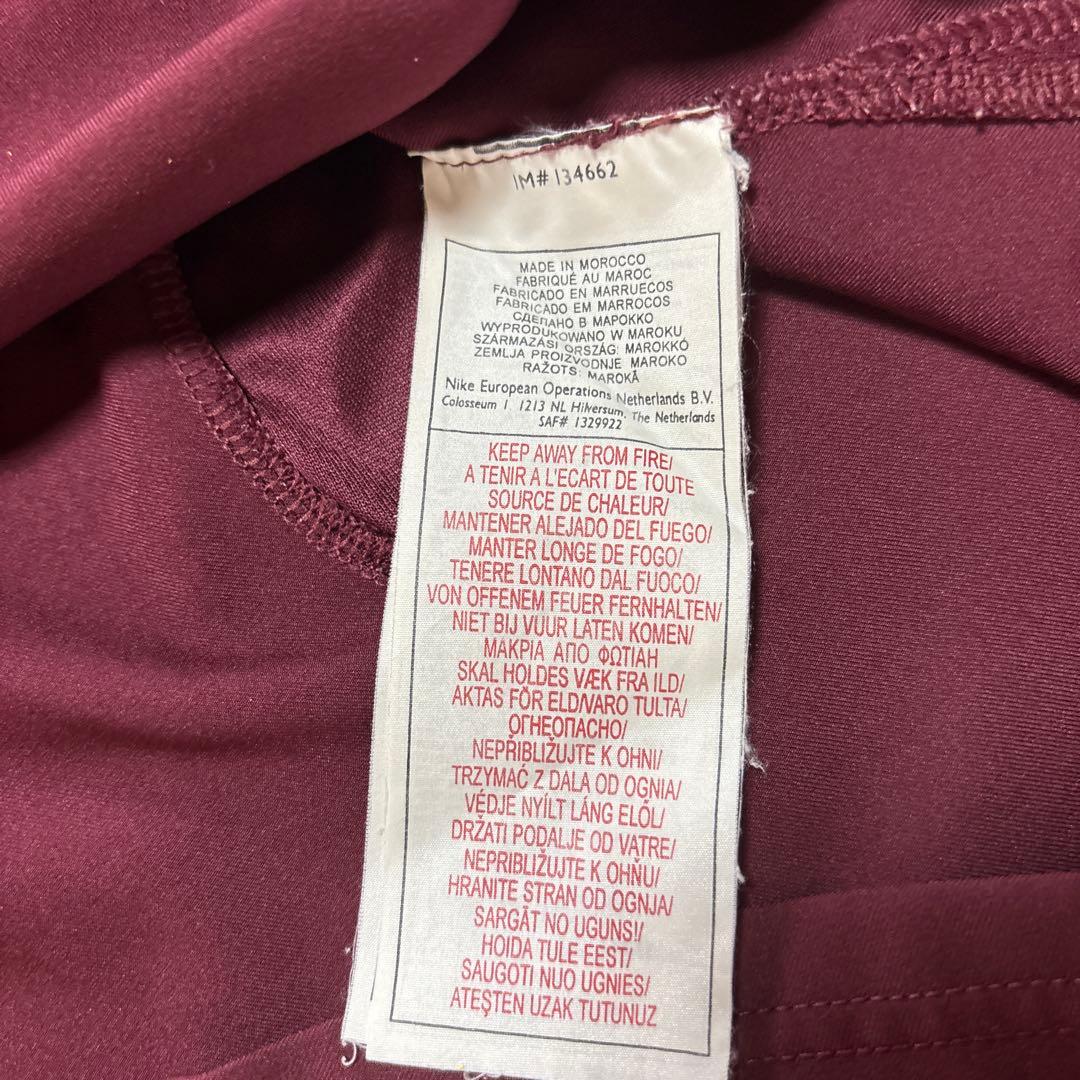 IM# 134662
MADE IN MOROCCO
FABRIQUÉ AU MAROC
FABRICADO EN MARRUECOS
FABRICADO EM MARROCOS
СДЕЛАНО В МАРОККО
WYPRODUKOWANO W MAROKU
SZÁRMAZÁSI ORSZÁG: MAROKKÓ
ZEMLJA PROIZVODNJE MAROKO
RAŽOTS: MAROKĀ
Nike European Operations Netherlands B.V.
Colosseum 1 1213 NL Hilversum, The Netherlands
SAF# 1329922
KEEP AWAY FROM FIRE/
A TENIR A L'ECART DE TOUTE
SOURCE DE CHALEUR/
MANTENER ALEJADO DEL FUEGO/
MANTER LONGE DE FOGO/
TENERE LONTANO DAL FUOCO/
VON OFFENEM FEUER FERNHALTEN/
NIET BIJ VUUR LATEN KOMEN/
ΜΑΚΡΙΑ ΑΠΟ ΦΩΤΙΑΗ
SKAL HOLDES VÆK FRA ILD/
AKTAS FÖR ELD/VARO TULTA/
ОГНЕОПАСНО/
NEPŘIBLIŽUJTE K OHNI/
TRZYMAĆ Z DALA OD OGNIA/
VÉDJE NYÍLT LÁNG ELŐL/
DRŽATI PODALJE OD VATRE/
NEPRIBLIŽUJTE K OHŇU/
HRANITE STRAN OD OGNJA/
SARGĀT NO UGUNS!/
HOIDA TULE EEST/
SAUGOTI NUO UGNIES/
ATEŞTEN UZAK TUTUNUZ